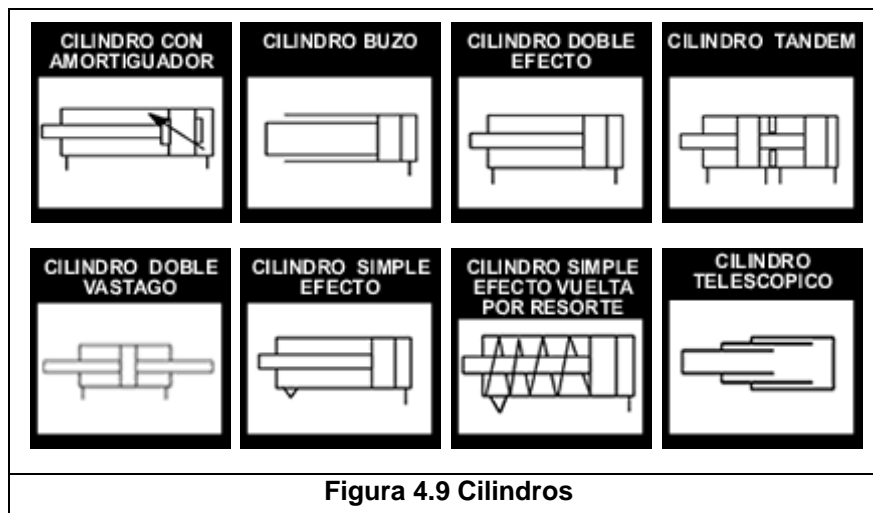 CILINDRO CON
AMORTIGUADOR
CILINDRO BUZO
CILINDRO DOBLE
EFECTO
CILINDRO TANDEM
CILINDRO DOBLE
VASTAGO
CILINDRO SIMPLE
EFECTO
CILINDRO SIMPLE
EFECTO VUELTA
POR RESORTE
CILINDRO
TELESCOPICO
Figura 4.9 Cilindros